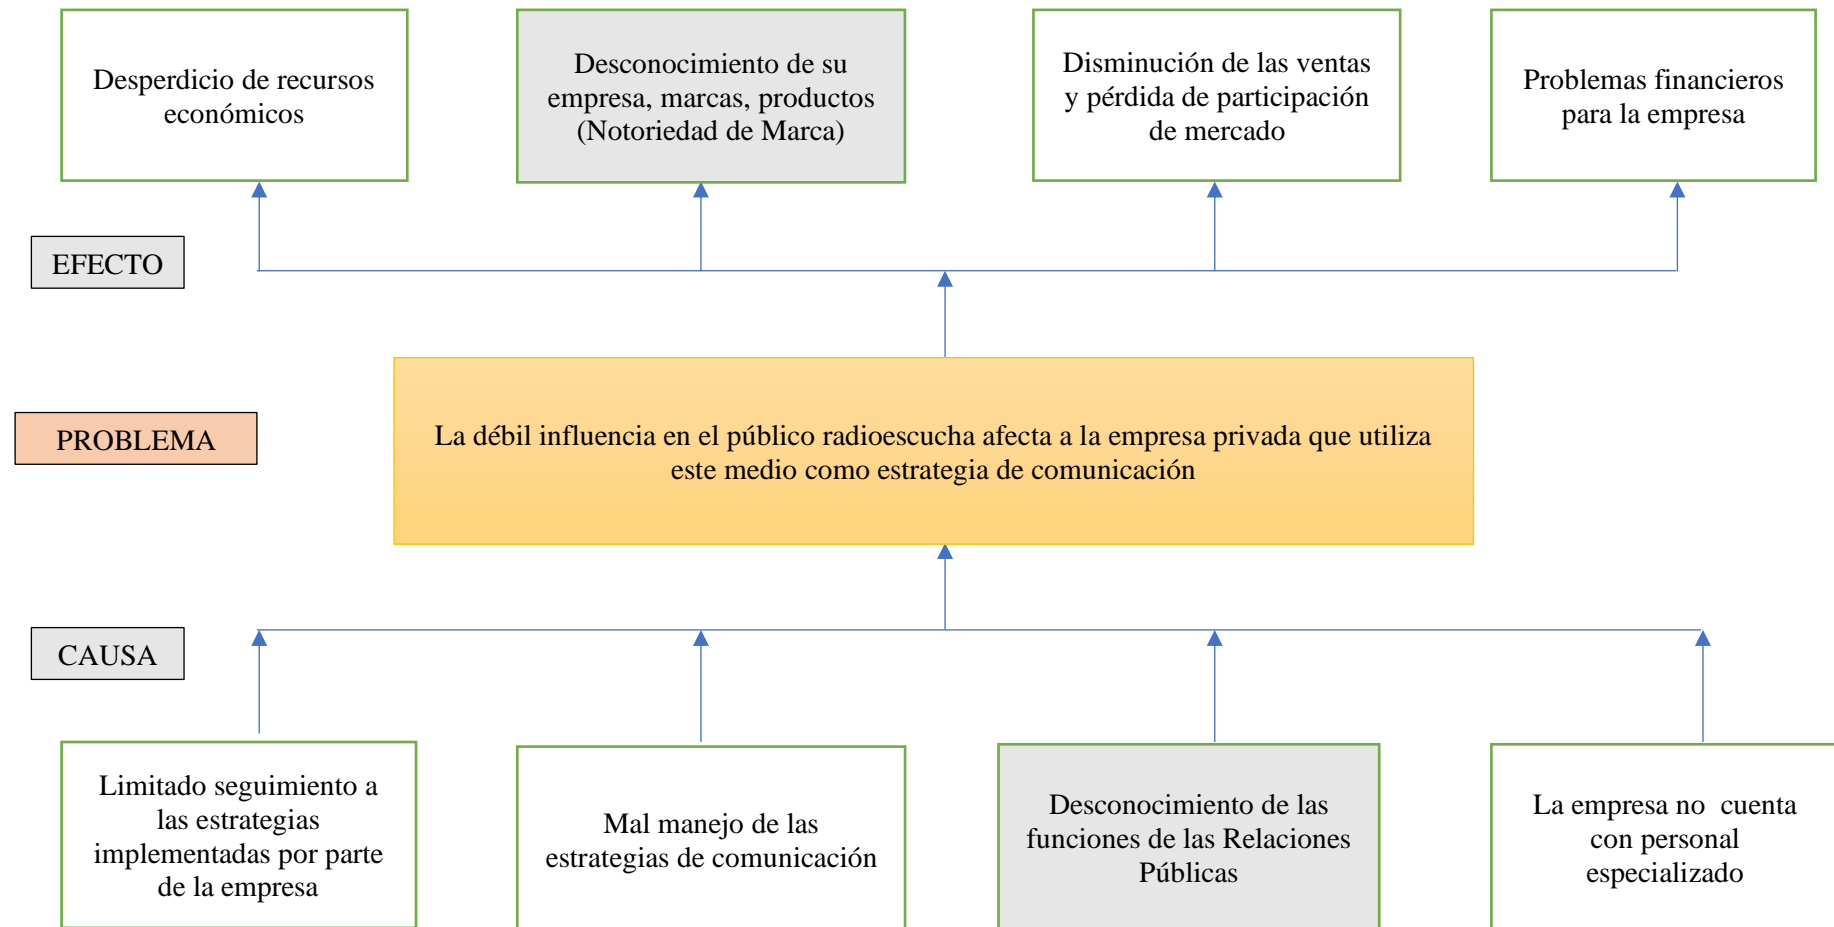 Desperdicio de recursos
económicos
Desconocimiento de su
empresa, marcas, productos
(Notoriedad de Marca)
Disminución de las ventas
y pérdida de participación
de mercado
Problemas financieros
para la empresa
EFECTO
PROBLEMA
La débil influencia en el público radioescucha afecta a la empresa privada que utiliza
este medio como estrategia de comunicación
CAUSA
Limitado seguimiento a
las estrategias
implementadas por parte
de la empresa
Mal manejo de las
estrategias de comunicación
Desconocimiento de las
funciones de las Relaciones
Públicas
La empresa no  cuenta
con personal
especializado